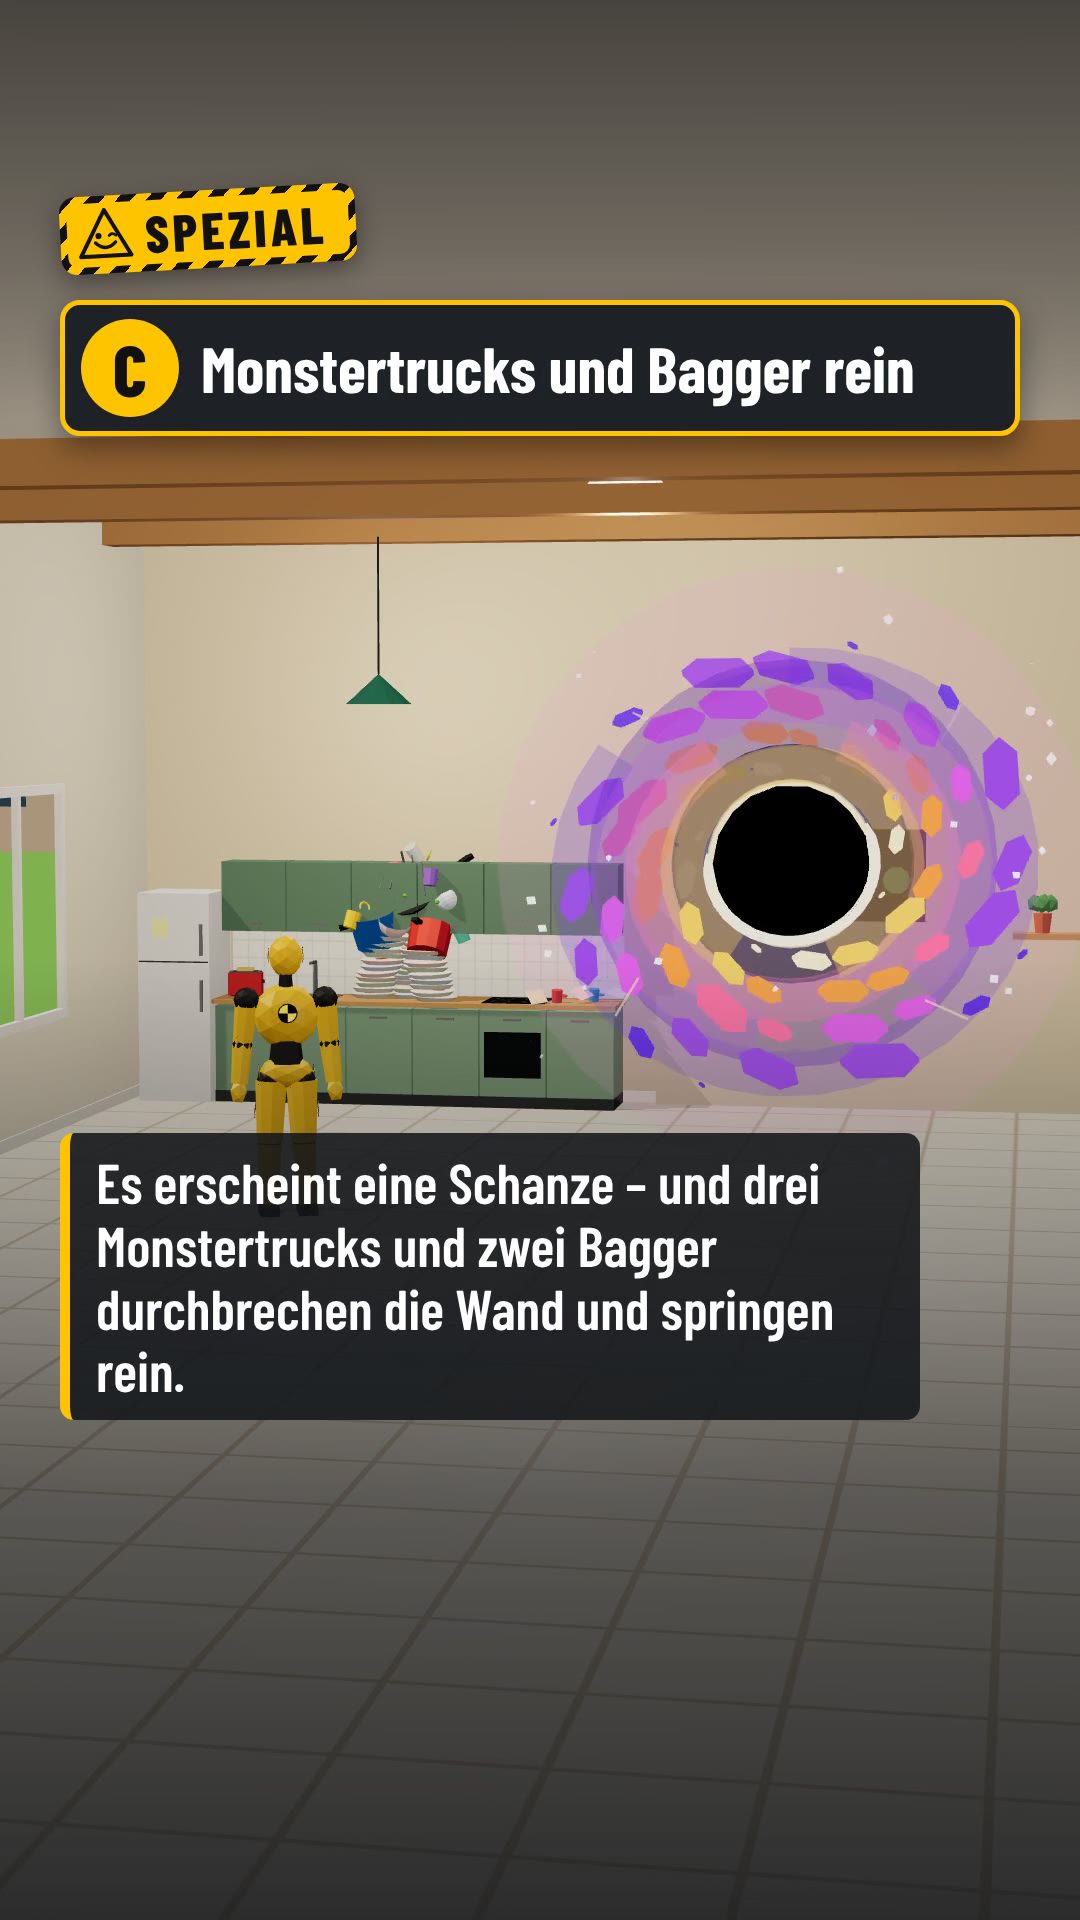 SPEZIAL
C Monstertrucks und Bagger rein
Es erscheint eine Schanze – und drei
Monstertrucks und zwei Bagger
durchbrechen die Wand und springen
rein.